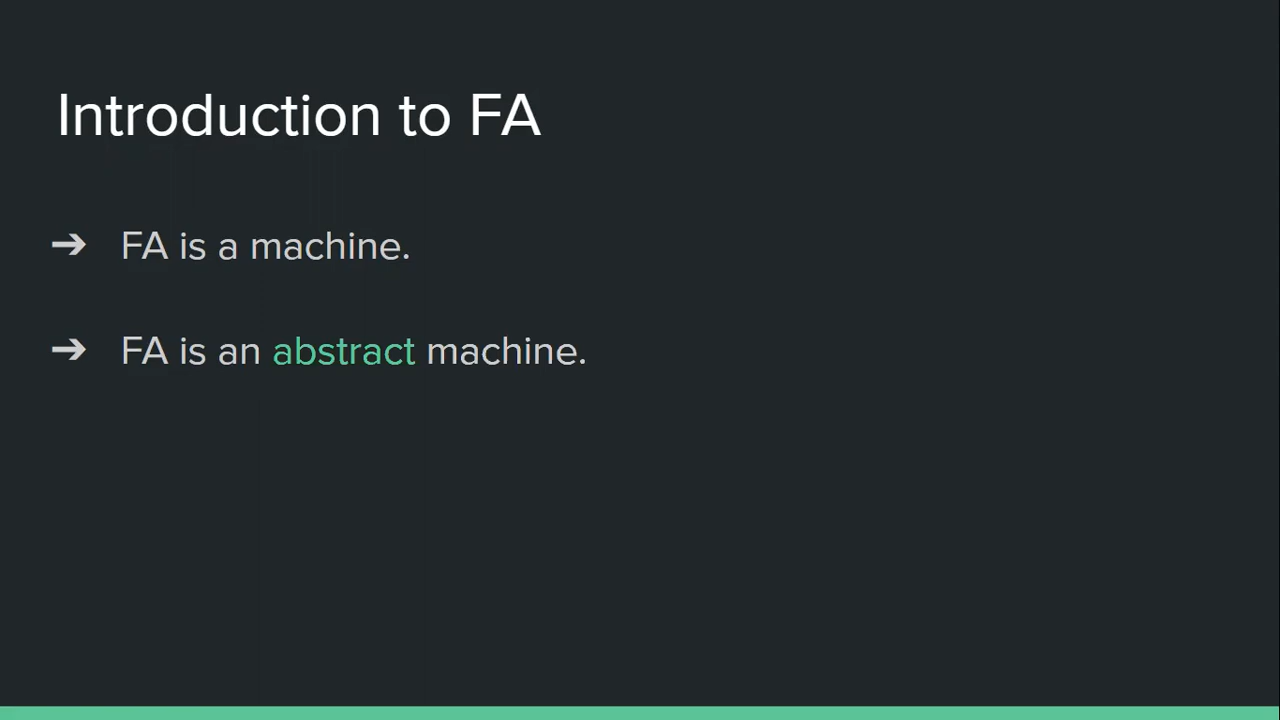 Introduction to FA
➔ FA is a machine.
➔ FA is an abstract machine.